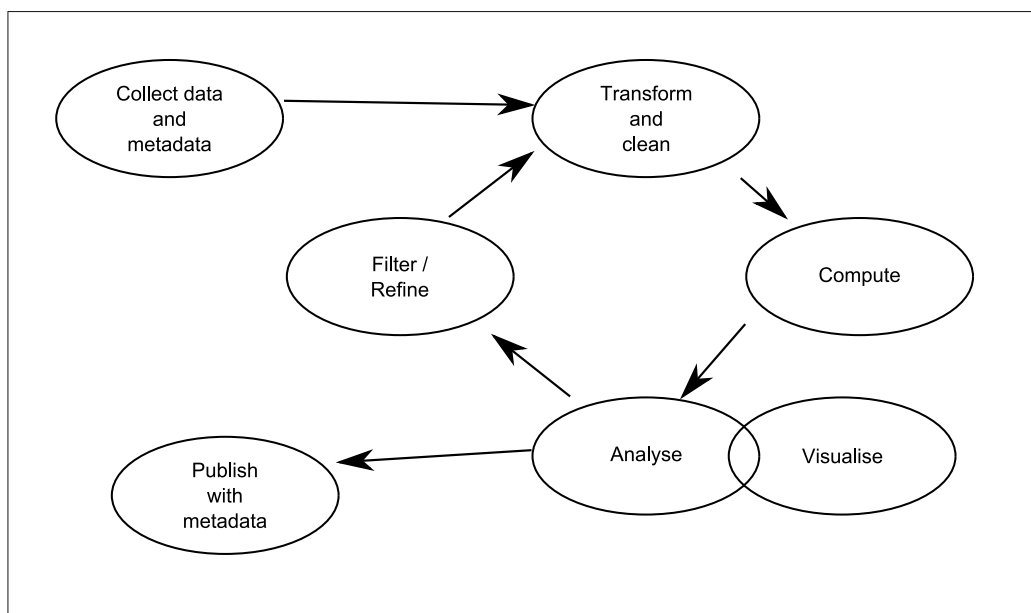 Collect data
and
metadata
Transform
and
clean
Filter /
Refine
Compute
Analyse
Visualise
Publish
with
metadata